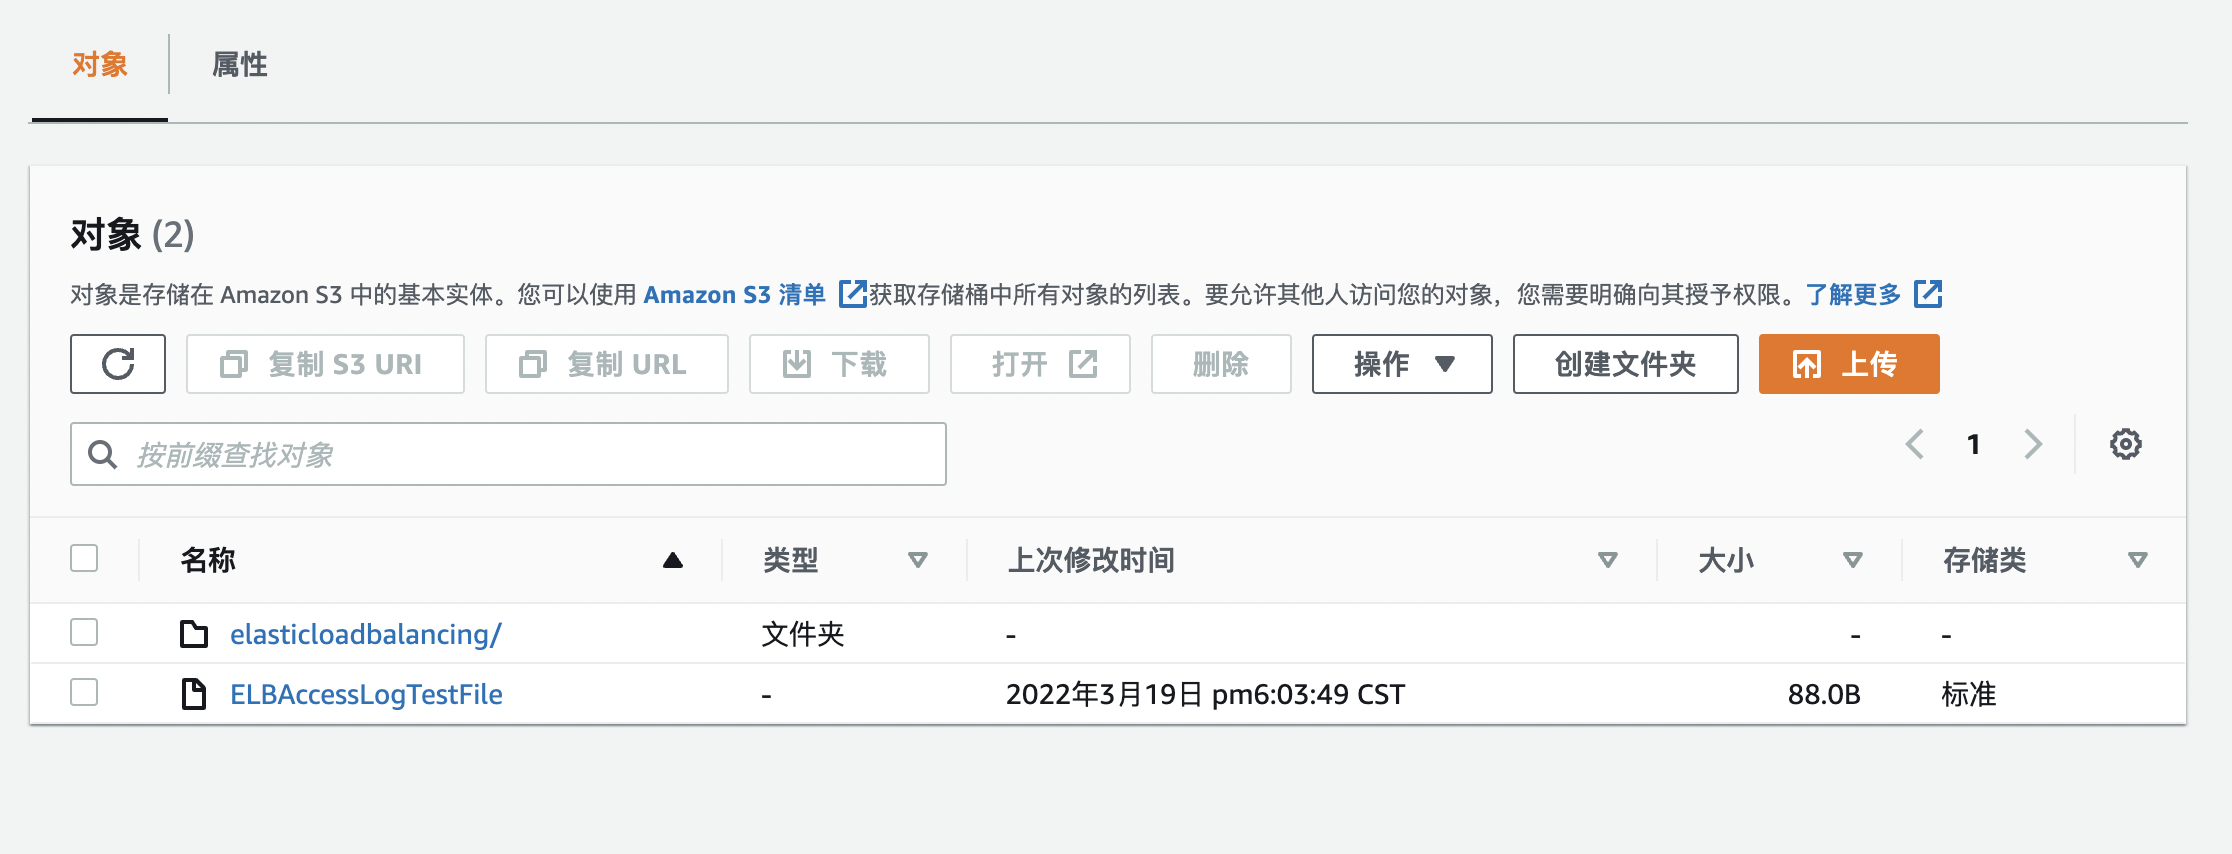 对象 属性
对象 (2)
对象是存储在 Amazon S3 中的基本实体。您可以使用 Amazon S3 清单 获取存储桶中所有对象的列表。要允许其他人访问您的对象，您需要明确向其授予权限。了解更多
复制 S3 URI 复制 URL 下载 打开 删除 操作 创建文件夹 上传
按前缀查找对象 1
名称 类型 上次修改时间 大小 存储类
elasticloadbalancing/ 文件夹 - - -
ELBAccessLogTestFile - 2022年3月19日 pm6:03:49 CST 88.0B 标准